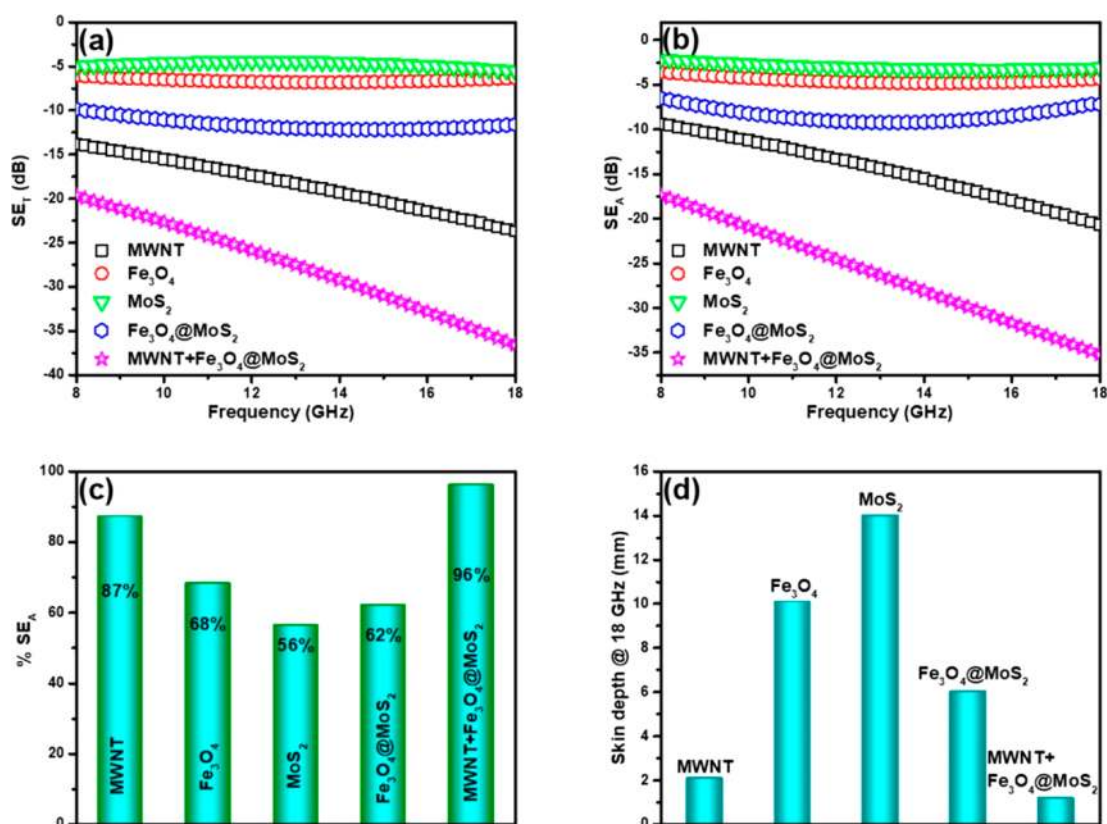 (a)
SE_T (dB)
-5
-10
-15
-20
-25
-30
-35
-40
MWNT
Fe₃O₄
MoS₂
Fe₃O₄@MoS₂
MWNT+Fe₃O₄@MoS₂
8 10 12 14 16 18
Frequency (GHz)
(b)
SE_A (dB)
0
-5
-10
-15
-20
-25
-30
-35
MWNT
Fe₃O₄
MoS₂
Fe₃O₄@MoS₂
MWNT+Fe₃O₄@MoS₂
8 10 12 14 16 18
Frequency (GHz)
(c)
% SE_A
100
80
60
40
20
0
87%
MWNT
68%
Fe₃O₄
56%
MoS₂
62%
Fe₃O₄@MoS₂
96%
MWNT+Fe₃O₄@MoS₂
(d)
Skin depth @ 18 GHz (mm)
16
14
12
10
8
6
4
2
0
MWNT
Fe₃O₄
MoS₂
Fe₃O₄@MoS₂
MWNT+
Fe₃O₄@MoS₂